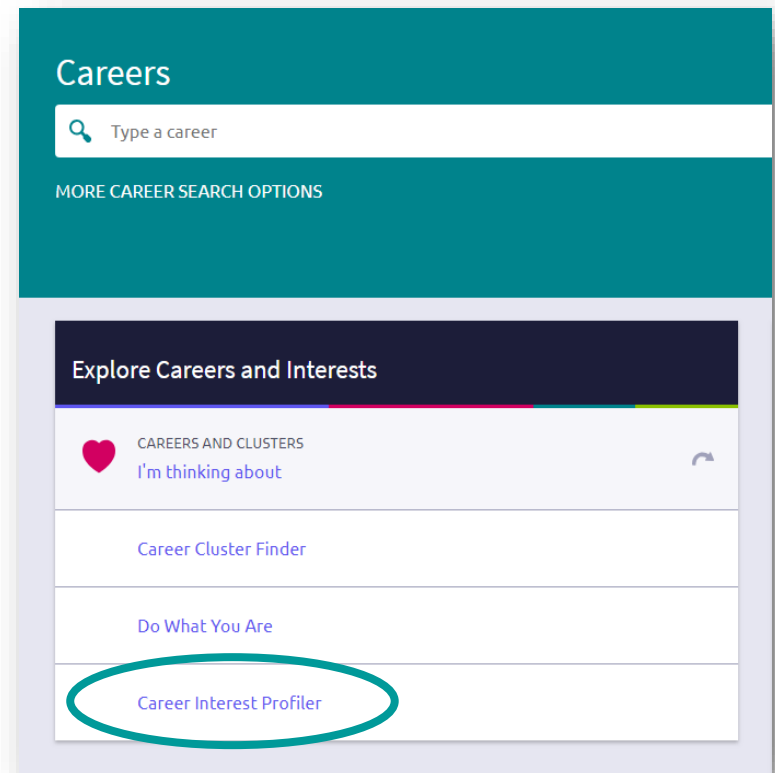 Careers
Type a career
MORE CAREER SEARCH OPTIONS
Explore Careers and Interests
CAREERS AND CLUSTERS
I'm thinking about
Career Cluster Finder
Do What You Are
Career Interest Profiler